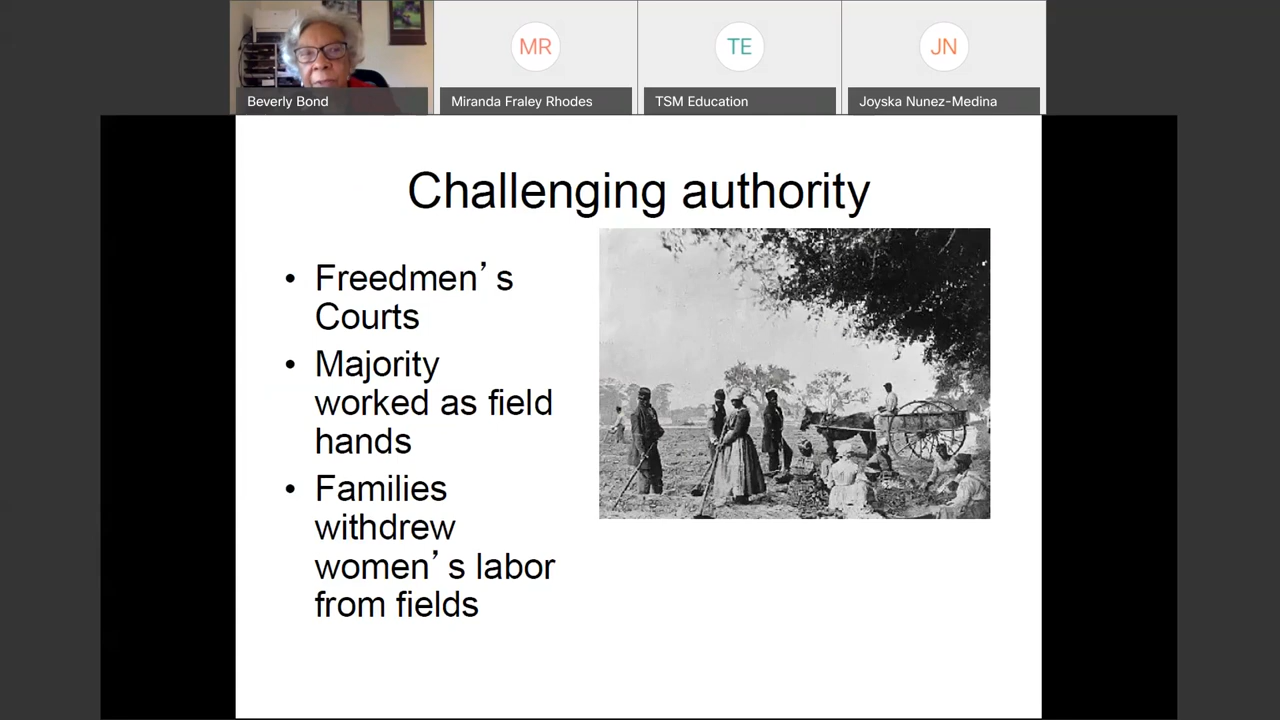 MR
TE
JN
Beverly Bond
Miranda Fraley Rhodes
TSM Education
Joyska Nunez-Medina
Challenging authority
• Freedmen’s
Courts
• Majority
worked as field
hands
• Families
withdrew
women’s labor
from fields